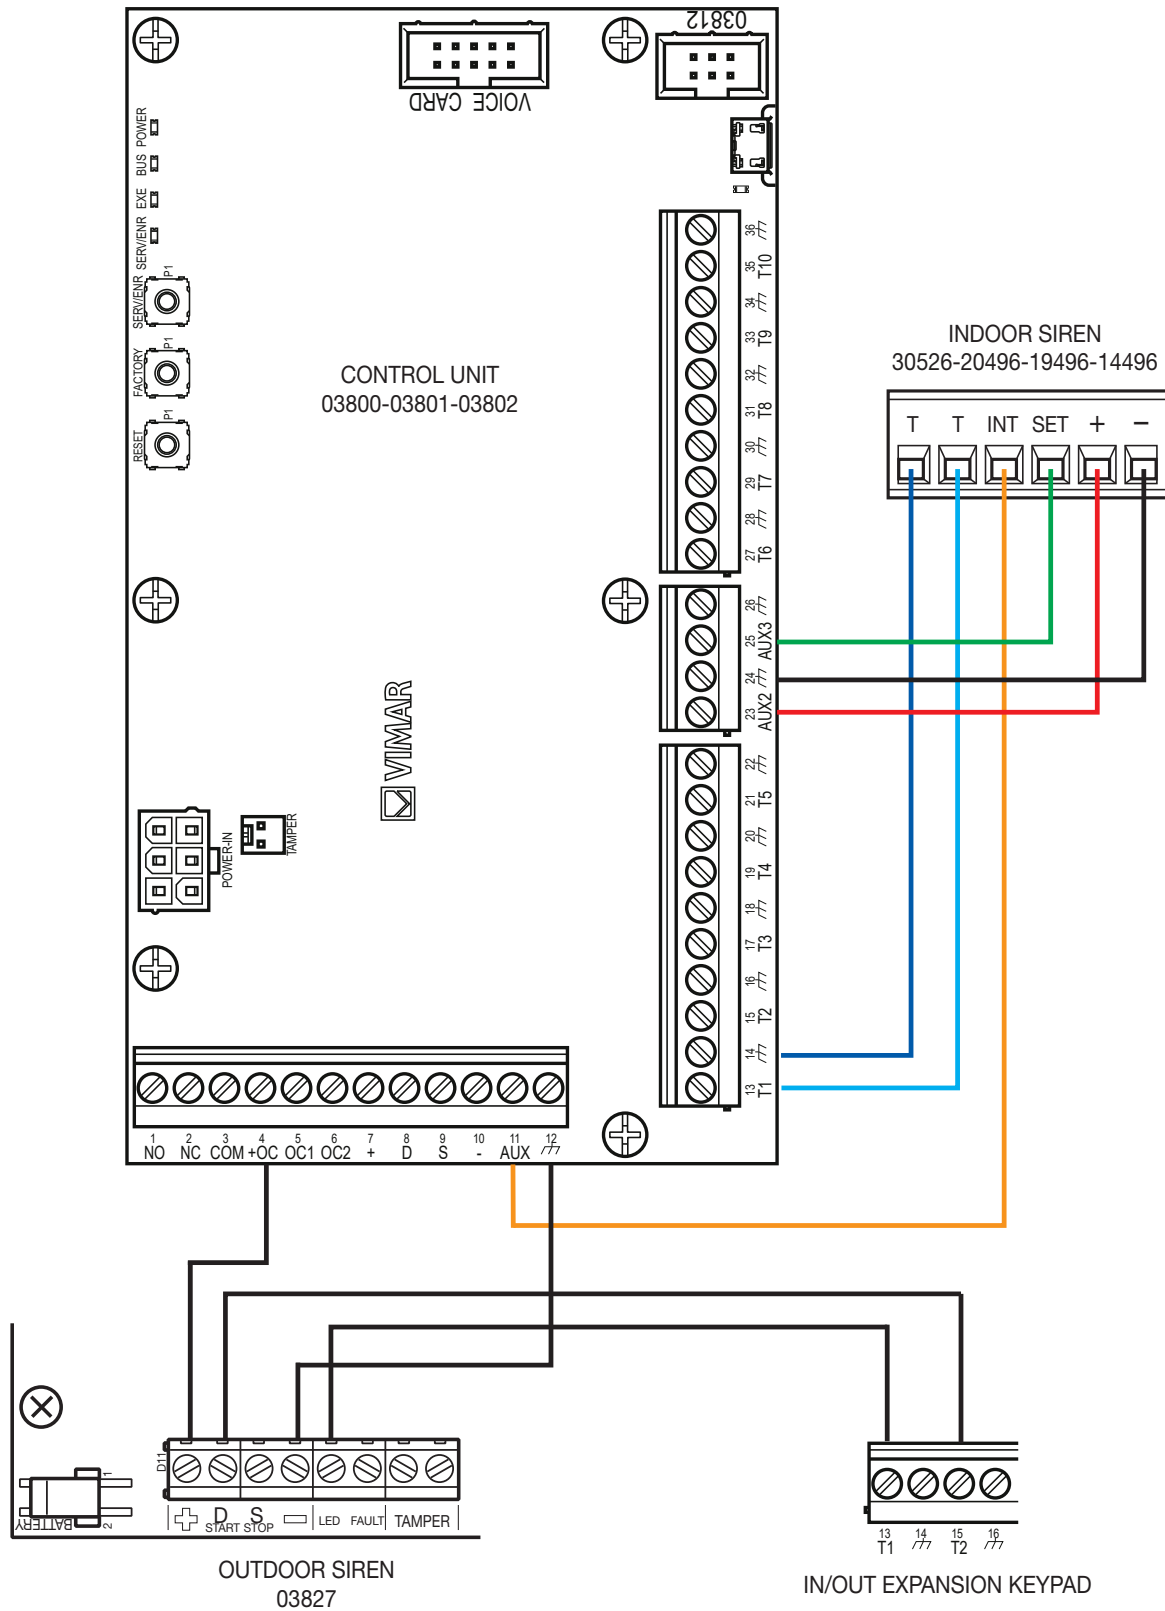 03812
VOICE CARD
POWER
BUS
EXE
SERV/ENR
SERV/ENR
P1
FACTORY
P1
RESET
P1
CONTROL UNIT
03800-03801-03802
36
35 T10
34
33 T9
32
31 T8
30
29 T7
28
27 T6
26
25 AUX3
24
23 AUX2
22
21 T5
20
19 T4
18
17 T3
16
15 T2
14
13 T1
INDOOR SIREN
30526-20496-19496-14496
T T INT SET + −
VIMAR
POWER-IN
TAMPER
1 2 3 4 5 6 7 8 9 10 11 12
NO NC COM +OC OC1 OC2 + D S - AUX
D11
BATTERY
1
2
D S
START STOP
LED FAULT TAMPER
OUTDOOR SIREN
03827
13 14 15 16
T1 T2
IN/OUT EXPANSION KEYPAD